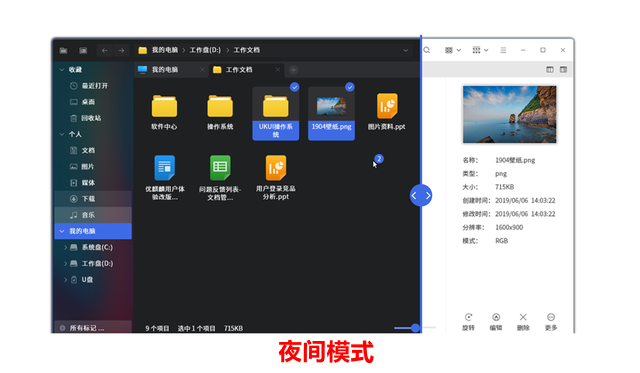 我的电脑 › 工作盘(D:) › 工作文档
收藏
最近打开
桌面
回收站
个人
文档
图片
媒体
下载
音乐
我的电脑
系统盘(C:)
工作盘(D:)
U盘
所有标记 ...
我的电脑
工作文档
软件中心
操作系统
UKUI操作系
统
1904壁纸.png
图片资料.ppt
优麒麟用户体
验改版...
问题反馈列表-
文档管...
用户登录竞品
分析.ppt
2
9 个项目 选中 1 个项目 715KB
名称: 1904壁纸.png
类型: png
大小: 715KB
创建时间: 2019/06/06 14:03:22
修改时间: 2019/06/06 14:03:22
分辨率: 1600x900
模式: RGB
旋转 编辑 删除 更多
夜间模式